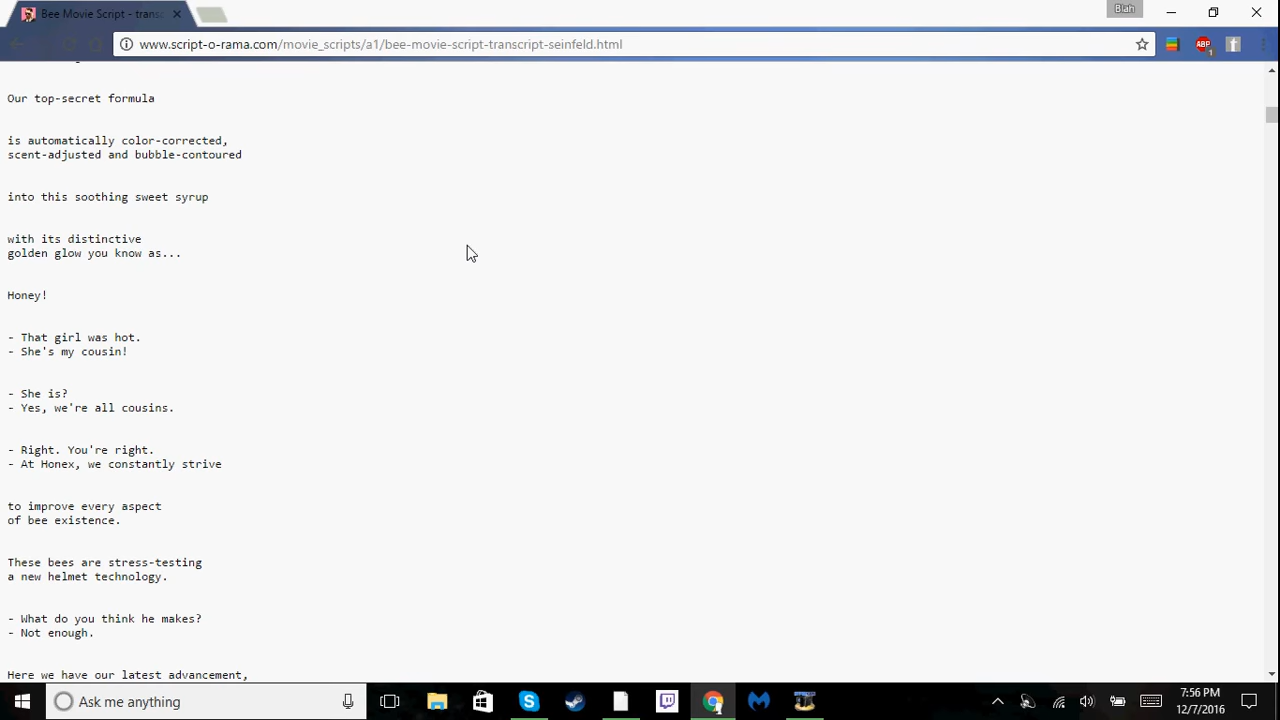 Bee Movie Script - transc
Blah
www.script-o-rama.com/movie_scripts/a1/bee-movie-script-transcript-seinfeld.html
ABP
1
Our top-secret formula
is automatically color-corrected,
scent-adjusted and bubble-contoured
into this soothing sweet syrup
with its distinctive
golden glow you know as...
Honey!
- That girl was hot.
- She's my cousin!
- She is?
- Yes, we're all cousins.
- Right. You're right.
- At Honex, we constantly strive
to improve every aspect
of bee existence.
These bees are stress-testing
a new helmet technology.
- What do you think he makes?
- Not enough.
Here we have our latest advancement,
Ask me anything
7:56 PM
12/7/2016